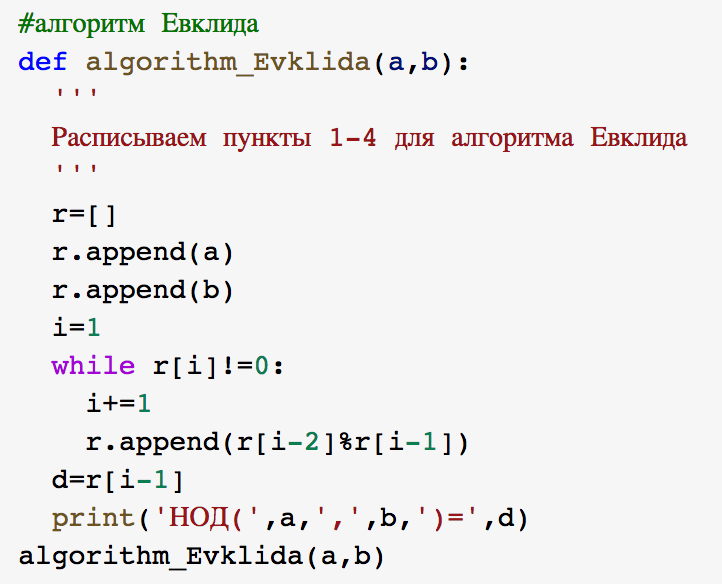 #алгоритм Евклида
def algorithm_Evklida(a,b):
  '''
  Расписываем пункты 1-4 для алгоритма Евклида
  '''
  r=[]
  r.append(a)
  r.append(b)
  i=1
  while r[i]!=0:
    i+=1
    r.append(r[i-2]%r[i-1])
  d=r[i-1]
  print('НОД(',a,',',b,')=',d)
algorithm_Evklida(a,b)